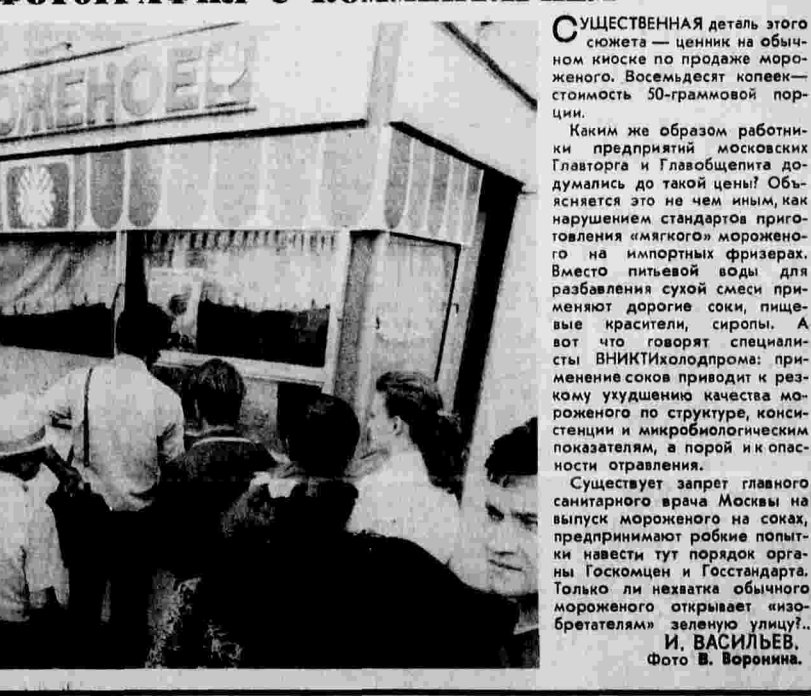 ФОТОГРАФИЯ С КОММЕНТАРИЕМ
ОЖЕНОЕ
СУЩЕСТВЕННАЯ деталь этого
сюжета — ценник на обыч-
ном киоске по продаже моро-
женого. Восемьдесят копеек—
стоимость 50-граммовой пор-
ции.
Каким же образом работни-
ки предприятий московских
Главторга и Главобщепита до-
думались до такой цены? Объ-
ясняется это не чем иным, как
нарушением стандартов приго-
товления «мягкого» морожено-
го на импортных фризерах.
Вместо питьевой воды для
разбавления сухой смеси при-
меняют дорогие соки, пище-
вые красители, сиропы. А
вот что говорят специали-
сты ВНИКТИхолодпрома: при-
менение соков приводит к рез-
кому ухудшению качества мо-
роженого по структуре, конси-
стенции и микробиологическим
показателям, а порой и к опас-
ности отравления.
Существует запрет главного
санитарного врача Москвы на
выпуск мороженого на соках,
предпринимают робкие попыт-
ки навести тут порядок орга-
ны Госкомцен и Госстандарта.
Только ли нехватка обычного
мороженого открывает «изо-
бретателям» зеленую улицу?..
И. ВАСИЛЬЕВ.
Фото В. Воронина.